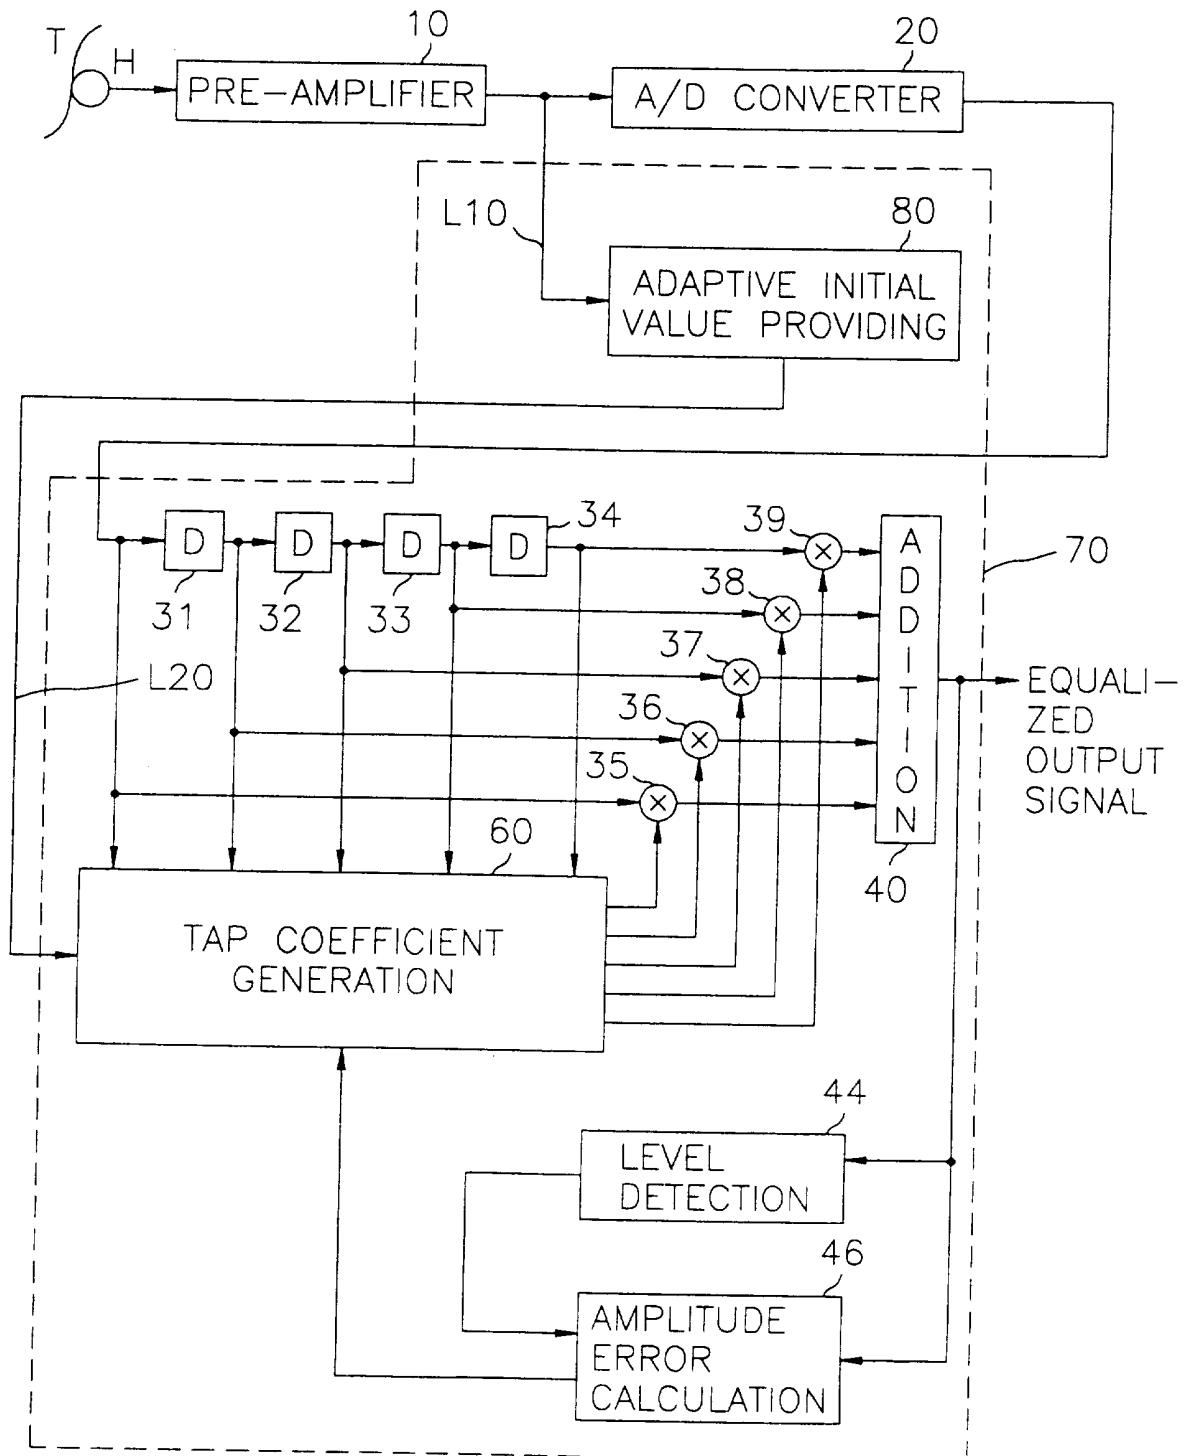 T
H
10
PRE-AMPLIFIER
20
A/D CONVERTER
L10
80
ADAPTIVE INITIAL
VALUE PROVIDING
D
D
D
D
31
32
33
34
39
38
37
36
35
ADDITION
40
70
L20
EQUALI-
ZED
OUTPUT
SIGNAL
60
TAP COEFFICIENT
GENERATION
44
LEVEL
DETECTION
46
AMPLITUDE
ERROR
CALCULATION